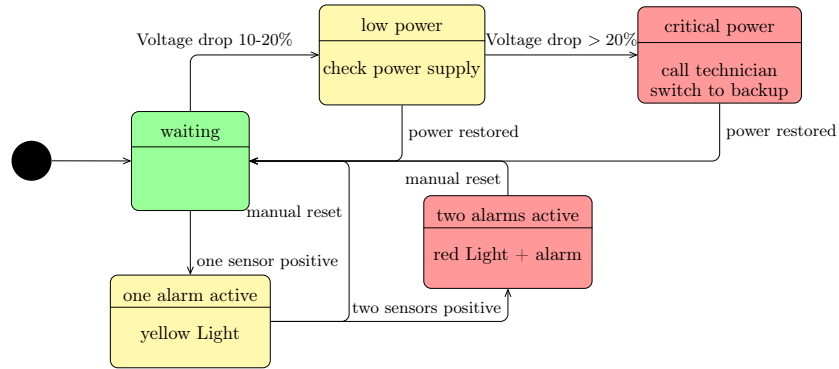 low power
check power supply
critical power
call technician
switch to backup
Voltage drop 10-20%
Voltage drop > 20%
waiting
power restored
power restored
manual reset
manual reset
two alarms active
red Light + alarm
one sensor positive
one alarm active
yellow Light
two sensors positive